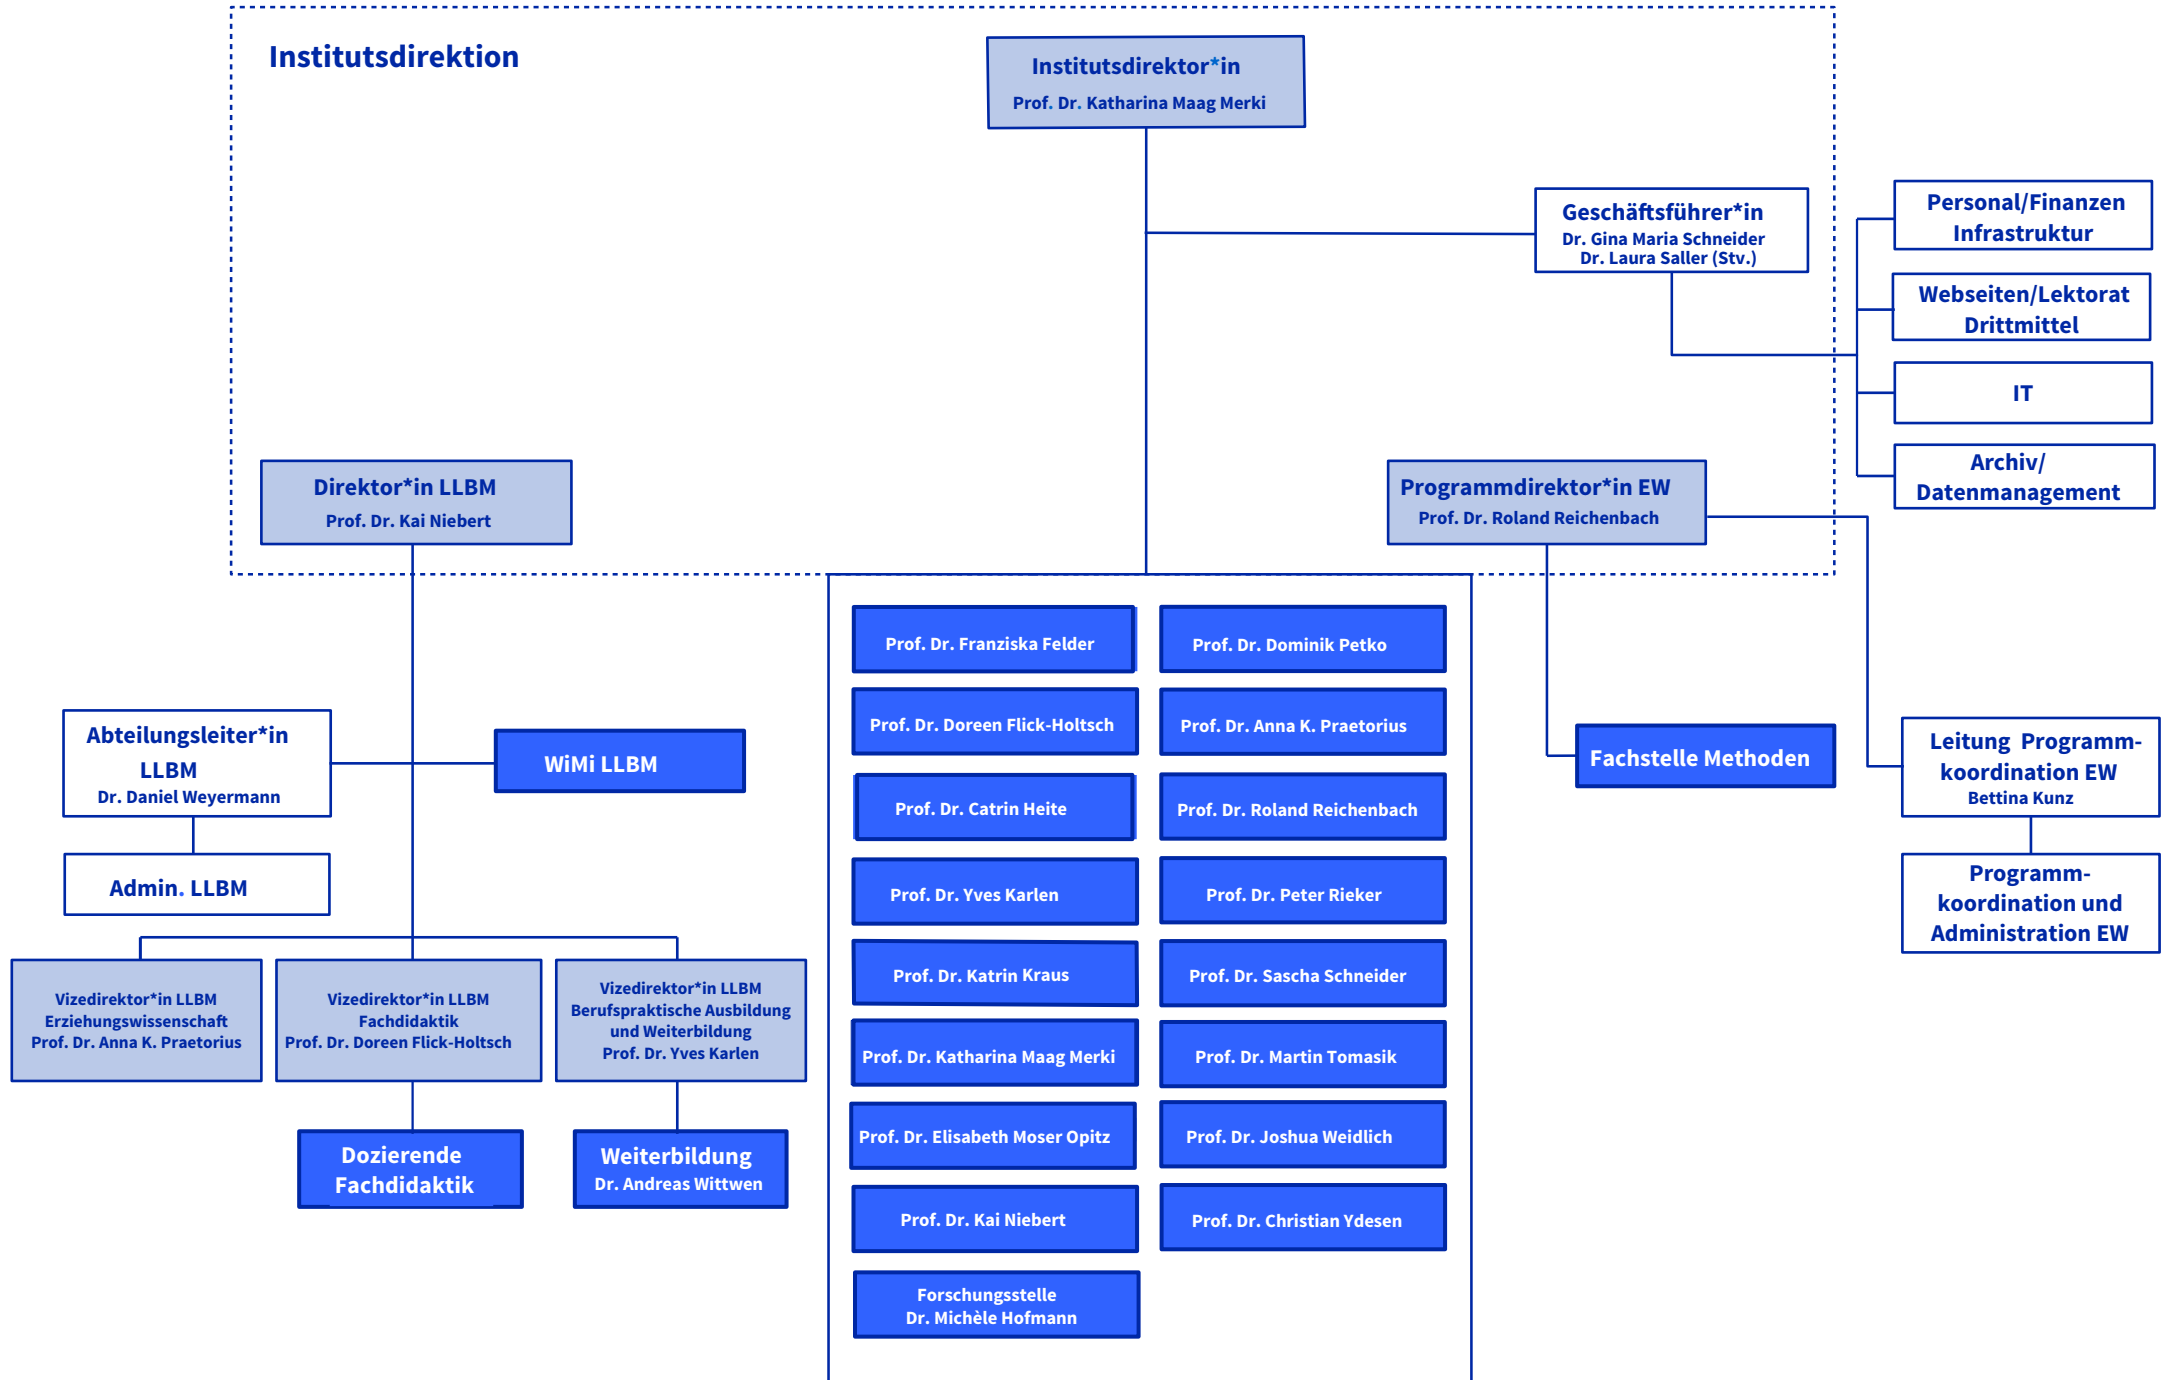 Institutsdirektion
Institutsdirektor*in
Prof. Dr. Katharina Maag Merki
Geschäftsführer*in
Dr. Gina Maria Schneider
Dr. Laura Saller (Stv.)
Personal/Finanzen
Infrastruktur
Webseiten/Lektorat
Drittmittel
IT
Archiv/
Datenmanagement
Direktor*in LLBM
Prof. Dr. Kai Niebert
Programmdirektor*in EW
Prof. Dr. Roland Reichenbach
Abteilungsleiter*in
LLBM
Dr. Daniel Weyermann
WiMi LLBM
Admin. LLBM
Vizedirektor*in LLBM
Erziehungswissenschaft
Prof. Dr. Anna K. Praetorius
Vizedirektor*in LLBM
Fachdidaktik
Prof. Dr. Doreen Flick-Holtsch
Vizedirektor*in LLBM
Berufspraktische Ausbildung
und Weiterbildung
Prof. Dr. Yves Karlen
Dozierende
Fachdidaktik
Weiterbildung
Dr. Andreas Wittwen
Prof. Dr. Franziska Felder
Prof. Dr. Doreen Flick-Holtsch
Prof. Dr. Catrin Heite
Prof. Dr. Yves Karlen
Prof. Dr. Katrin Kraus
Prof. Dr. Katharina Maag Merki
Prof. Dr. Elisabeth Moser Opitz
Prof. Dr. Kai Niebert
Forschungsstelle
Dr. Michèle Hofmann
Prof. Dr. Dominik Petko
Prof. Dr. Anna K. Praetorius
Prof. Dr. Roland Reichenbach
Prof. Dr. Peter Rieker
Prof. Dr. Sascha Schneider
Prof. Dr. Martin Tomasik
Prof. Dr. Joshua Weidlich
Prof. Dr. Christian Ydesen
Fachstelle Methoden
Leitung Programm-
koordination EW
Bettina Kunz
Programm-
koordination und
Administration EW